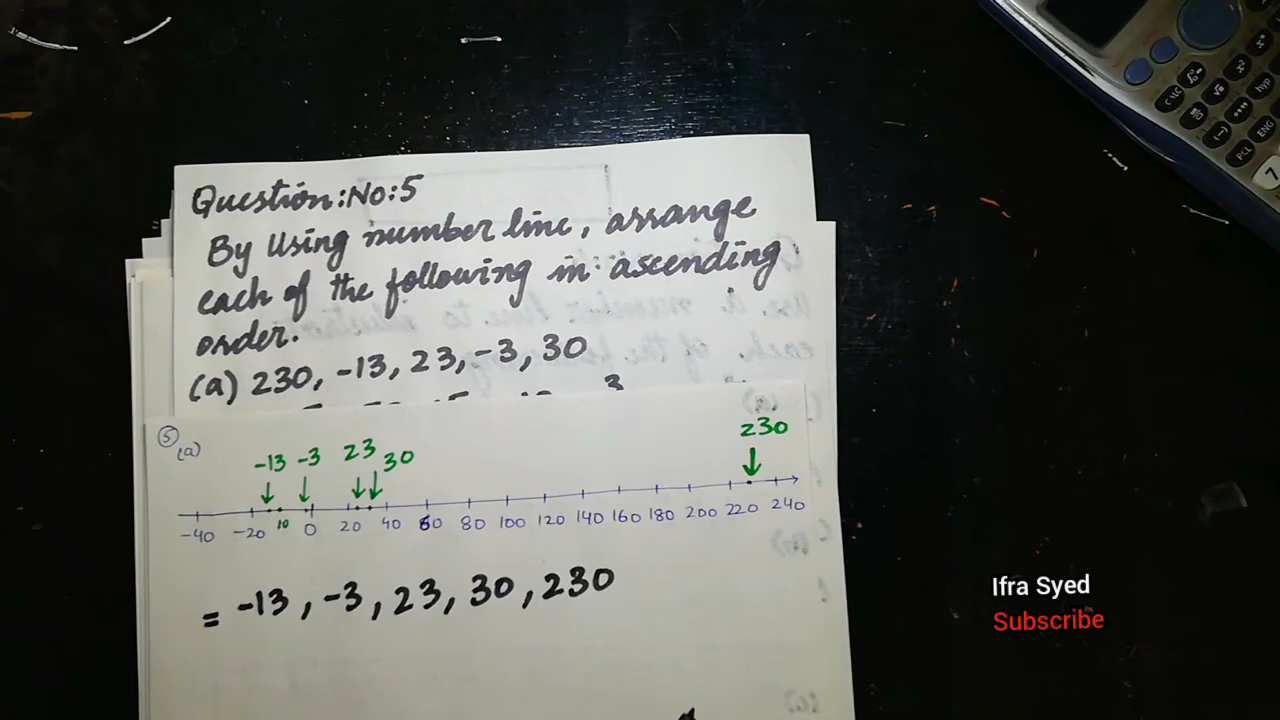 Question:No:5
By Using number line, arrange
each of the following in ascending
order.
(a) 230, -13, 23, -3, 30
5 (a)
-13 -3 23 30 230
-40 -20 10 0 20 40 60 80 100 120 140 160 180 200 220 240
= -13, -3, 23, 30, 230
Ifra Syed
Subscribe